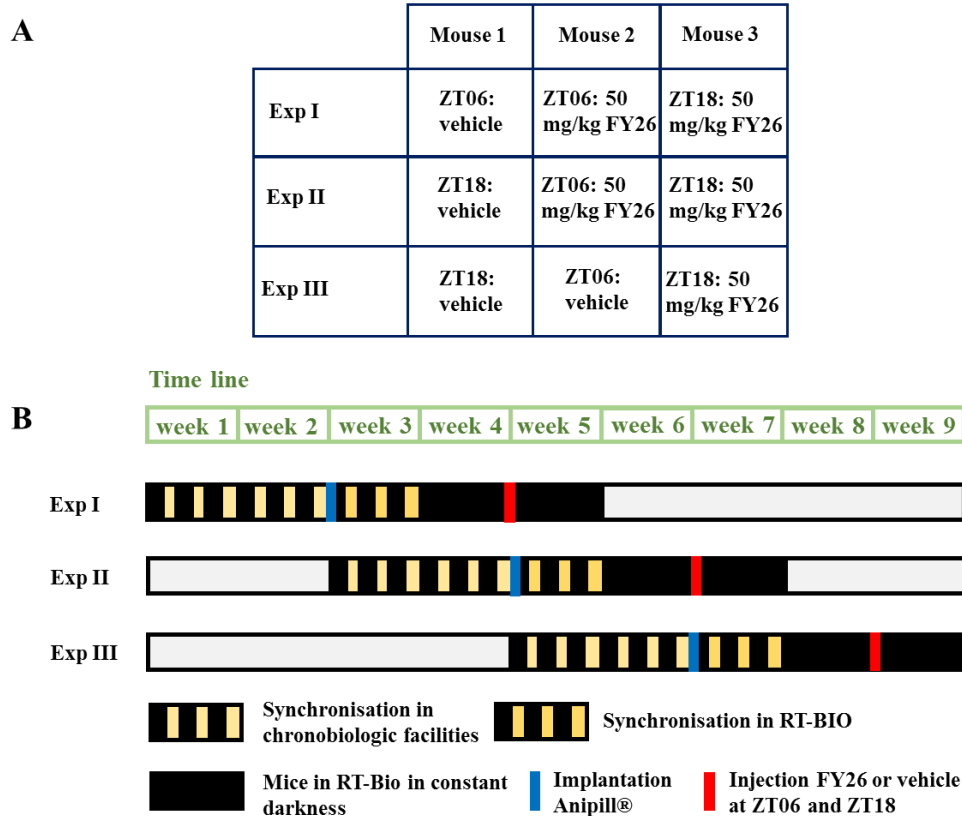 A
Mouse 1 Mouse 2 Mouse 3
Exp I
ZT06:
vehicle
ZT06: 50
mg/kg FY26
ZT18: 50
mg/kg FY26
Exp II
ZT18:
vehicle
ZT06: 50
mg/kg FY26
ZT18: 50
mg/kg FY26
Exp III
ZT18:
vehicle
ZT06:
vehicle
ZT18: 50
mg/kg FY26
Time line
B
week 1 week 2 week 3 week 4 week 5 week 6 week 7 week 8 week 9
Exp I
Exp II
Exp III
Synchronisation in
chronobiologic facilities
Synchronisation in RT-BIO
Mice in RT-Bio in constant
darkness
Implantation
Anipill®
Injection FY26 or vehicle
at ZT06 and ZT18